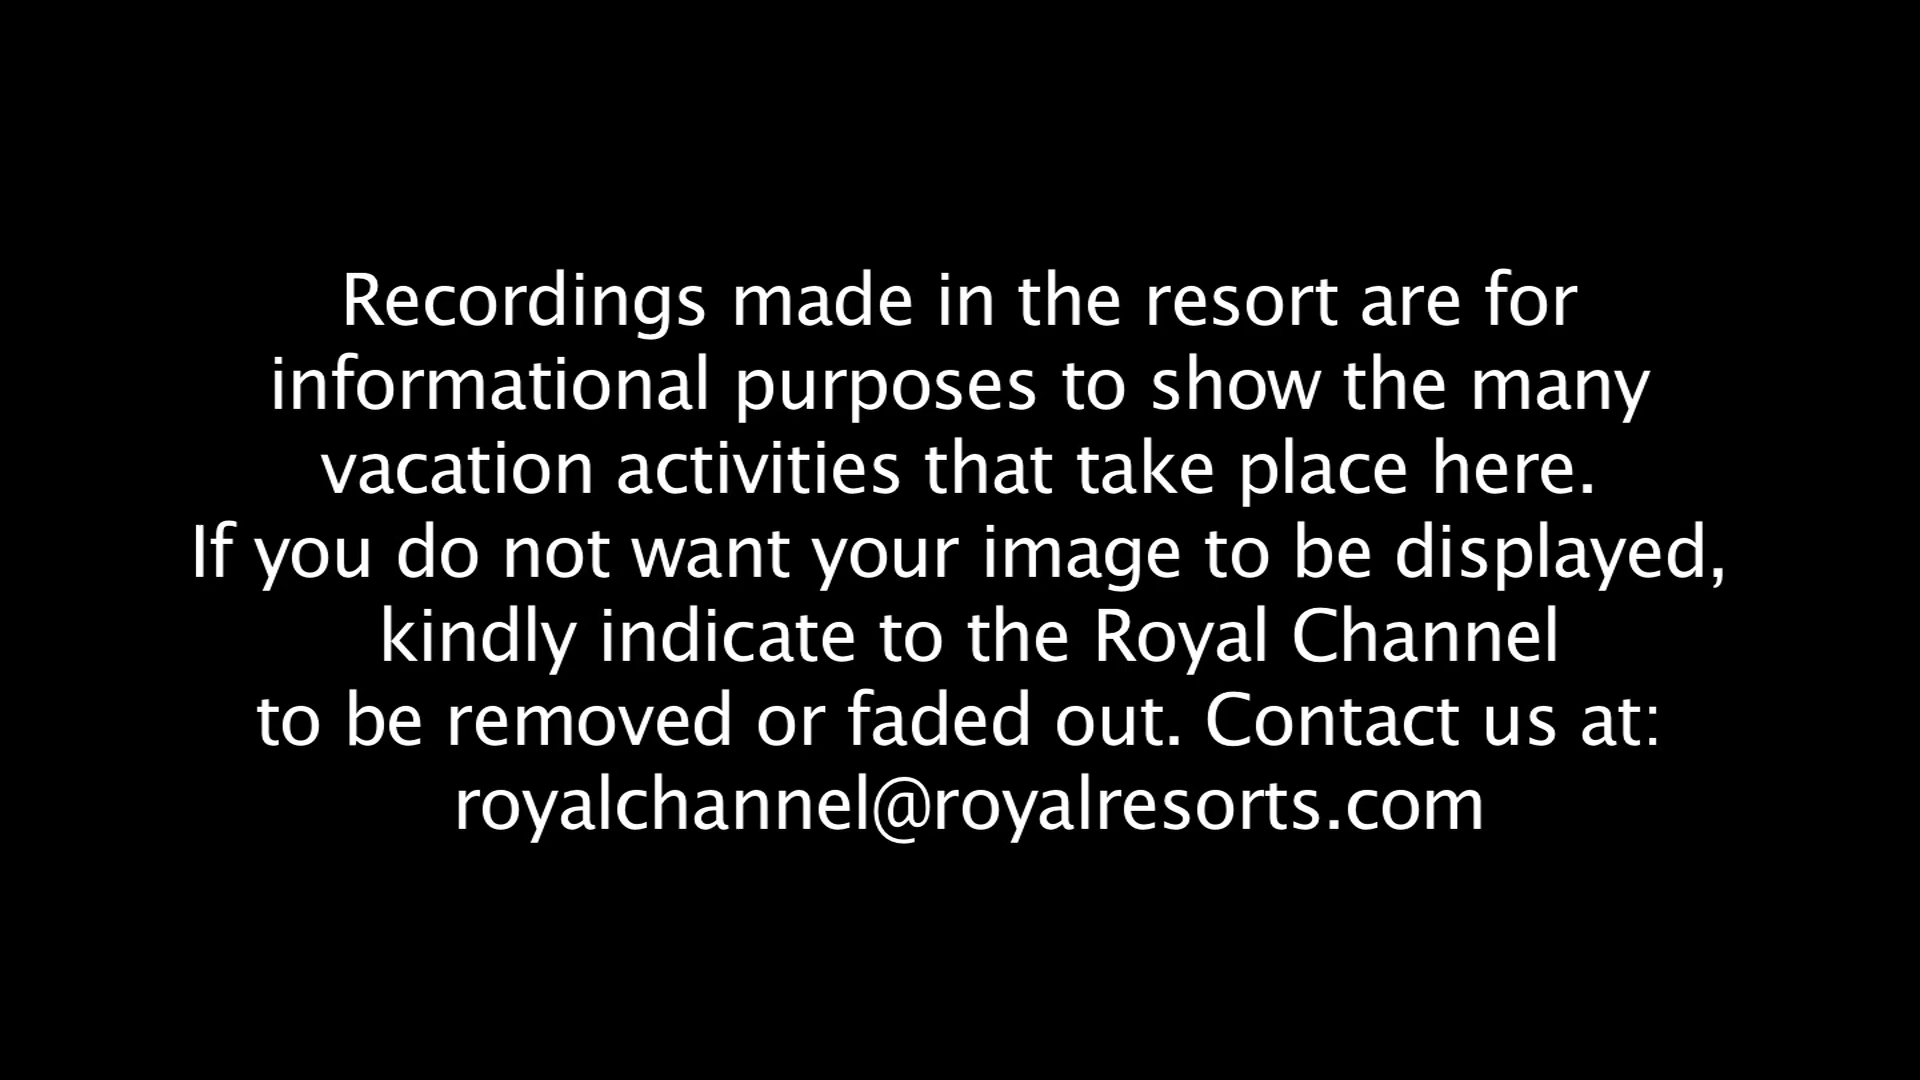 Recordings made in the resort are for
informational purposes to show the many
vacation activities that take place here.
If you do not want your image to be displayed,
kindly indicate to the Royal Channel
to be removed or faded out. Contact us at:
royalchannel@royalresorts.com